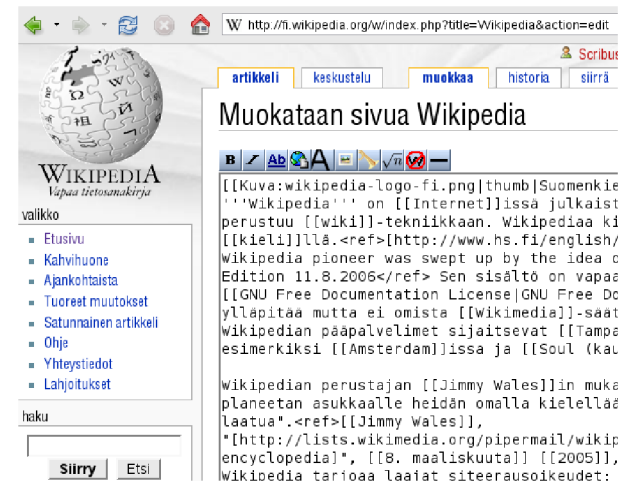 http://fi.wikipedia.org/w/index.php?title=Wikipedia&action=edit
Scribus
artikkeli keskustelu muokkaa historia siirrä
Muokataan sivua Wikipedia
B Ab A √n W
WIKIPEDIA
Vapaa tietosanakirja
valikko
Etusivu
Kahvihuone
Ajankohtaista
Tuoreet muutokset
Satunnainen artikkeli
Ohje
Yhteystiedot
Lahjoitukset
haku
Siirry Etsi
[[Kuva:wikipedia-logo-fi.png|thumb|Suomenkie
'''Wikipedia''' on [[Internet]]issä julkaist
perustuu [[wiki]]-tekniikkaan. Wikipediaa ki
[[kieli]]llä.<ref>[http://www.hs.fi/english/
Wikipedia pioneer was swept up by the idea o
Edition 11.8.2006</ref> Sen sisältö on vapaa
[[GNU Free Documentation License|GNU Free Do
ylläpitää mutta ei omista [[Wikimedia]]-säät
Wikipedian pääpalvelimet sijaitsevat [[Tampa
esimerkiksi [[Amsterdam]]issa ja [[Soul (kau
Wikipedian perustajan [[Jimmy Wales]]in muka
planeetan asukkaalle heidän omalla kielellää
laatua".<ref>[[Jimmy Wales]],
"[http://lists.wikimedia.org/pipermail/wikip
encyclopedia]", [[8. maaliskuuta]] [[2005]],
Wikipedia tarjoaa laajat siteerausoikeudet: